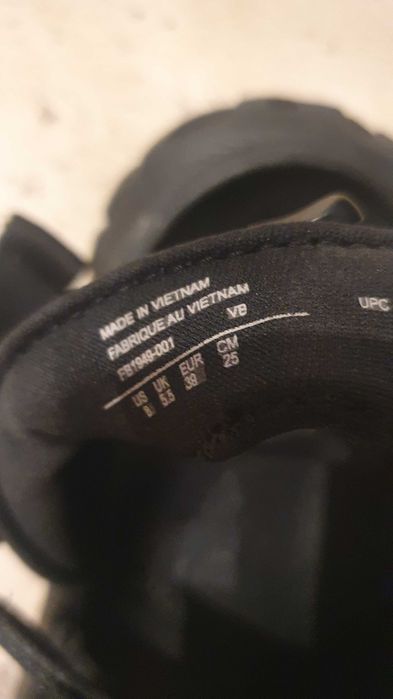 MADE IN VIETNAM
FABRIQUE AU VIETNAM
FB1949-001 VB
UPC
US UK EUR CM
8 5.5 39 25